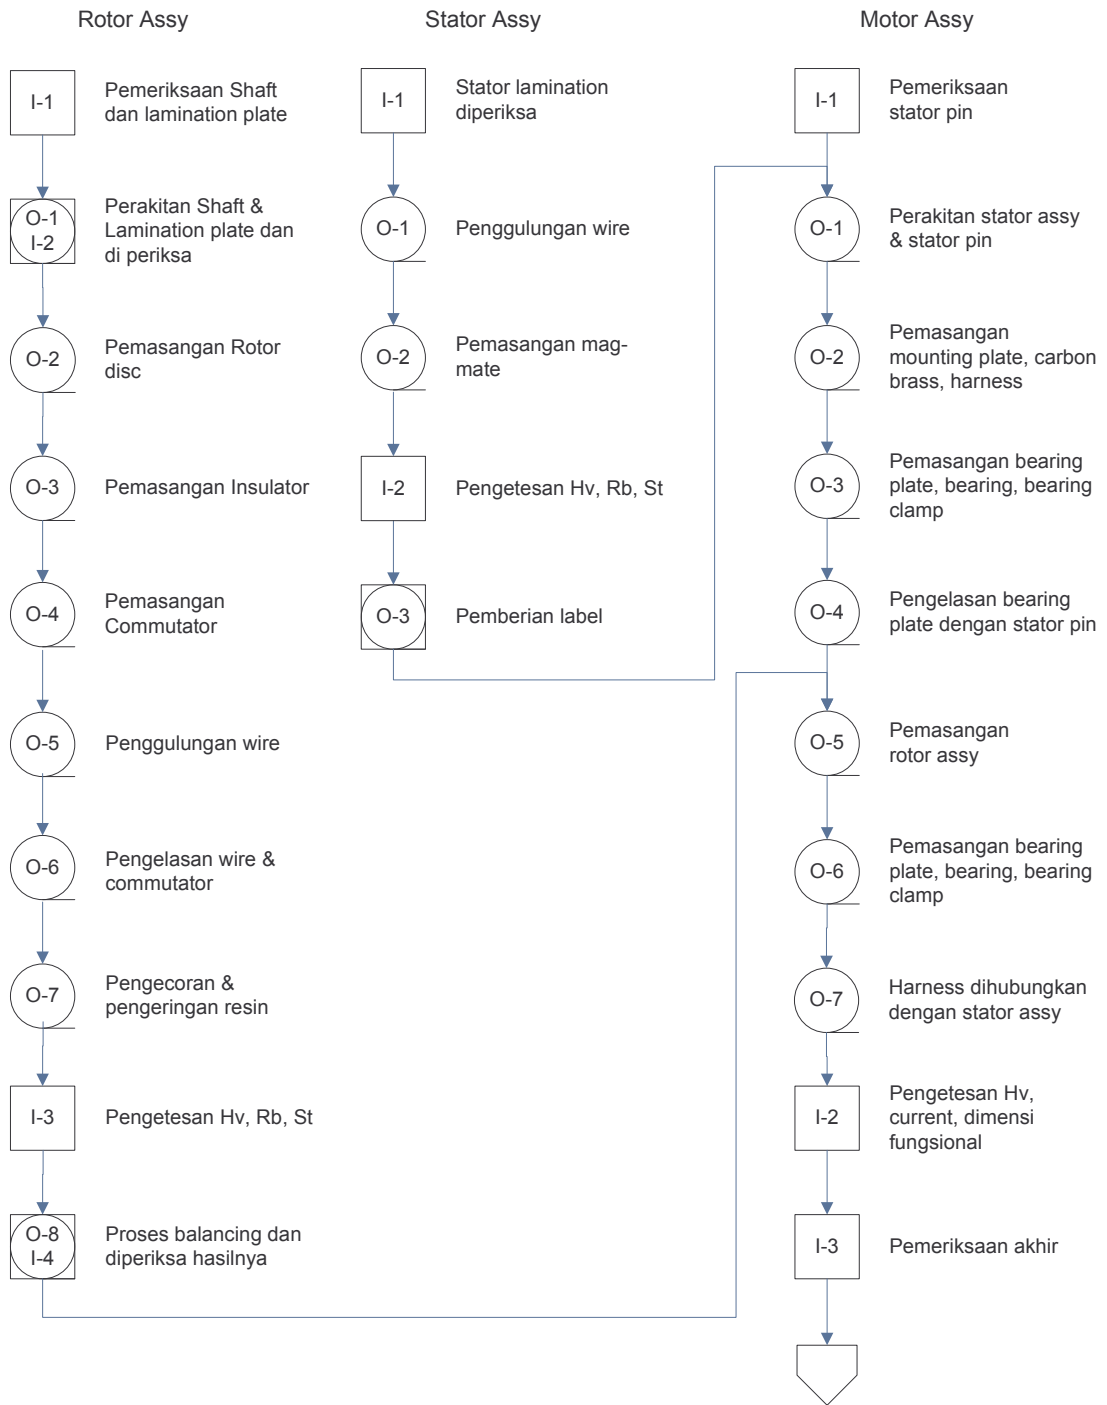 Rotor Assy
I-1
Pemeriksaan Shaft
dan lamination plate
O-1
I-2
Perakitan Shaft &
Lamination plate dan
di periksa
O-2
Pemasangan Rotor
disc
O-3
Pemasangan Insulator
O-4
Pemasangan
Commutator
O-5
Penggulungan wire
O-6
Pengelasan wire &
commutator
O-7
Pengecoran &
pengeringan resin
I-3
Pengetesan Hv, Rb, St
O-8
I-4
Proses balancing dan
diperiksa hasilnya
Stator Assy
I-1
Stator lamination
diperiksa
O-1
Penggulungan wire
O-2
Pemasangan mag-
mate
I-2
Pengetesan Hv, Rb, St
O-3
Pemberian label
Motor Assy
I-1
Pemeriksaan
stator pin
O-1
Perakitan stator assy
& stator pin
O-2
Pemasangan
mounting plate, carbon
brass, harness
O-3
Pemasangan bearing
plate, bearing, bearing
clamp
O-4
Pengelasan bearing
plate dengan stator pin
O-5
Pemasangan
rotor assy
O-6
Pemasangan bearing
plate, bearing, bearing
clamp
O-7
Harness dihubungkan
dengan stator assy
I-2
Pengetesan Hv,
current, dimensi
fungsional
I-3
Pemeriksaan akhir